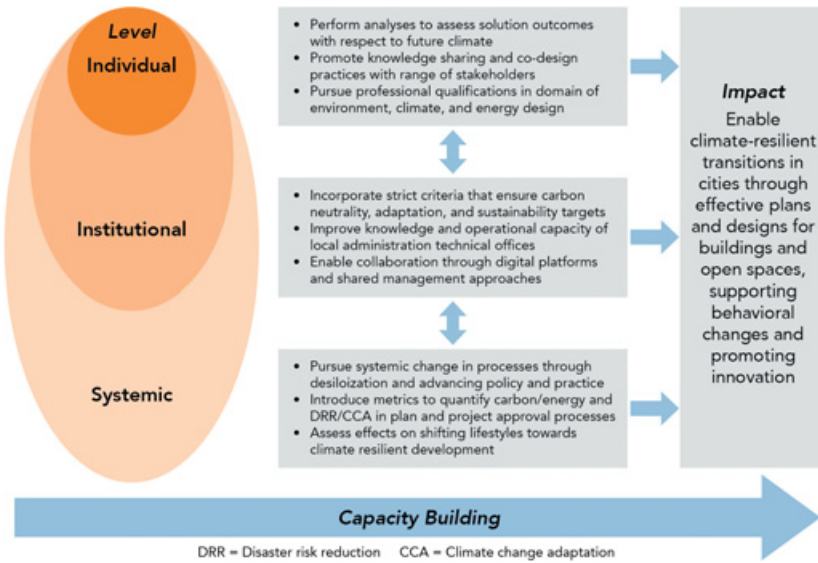 Level
Individual
Institutional
Systemic
• Perform analyses to assess solution outcomes
with respect to future climate
• Promote knowledge sharing and co-design
practices with range of stakeholders
• Pursue professional qualifications in domain of
environment, climate, and energy design
• Incorporate strict criteria that ensure carbon
neutrality, adaptation, and sustainability targets
• Improve knowledge and operational capacity of
local administration technical offices
• Enable collaboration through digital platforms
and shared management approaches
• Pursue systemic change in processes through
desiloization and advancing policy and practice
• Introduce metrics to quantify carbon/energy and
DRR/CCA in plan and project approval processes
• Assess effects on shifting lifestyles towards
climate resilient development
Impact
Enable
climate-resilient
transitions in
cities through
effective plans
and designs for
buildings and
open spaces,
supporting
behavioral
changes and
promoting
innovation
Capacity Building
DRR = Disaster risk reduction CCA = Climate change adaptation